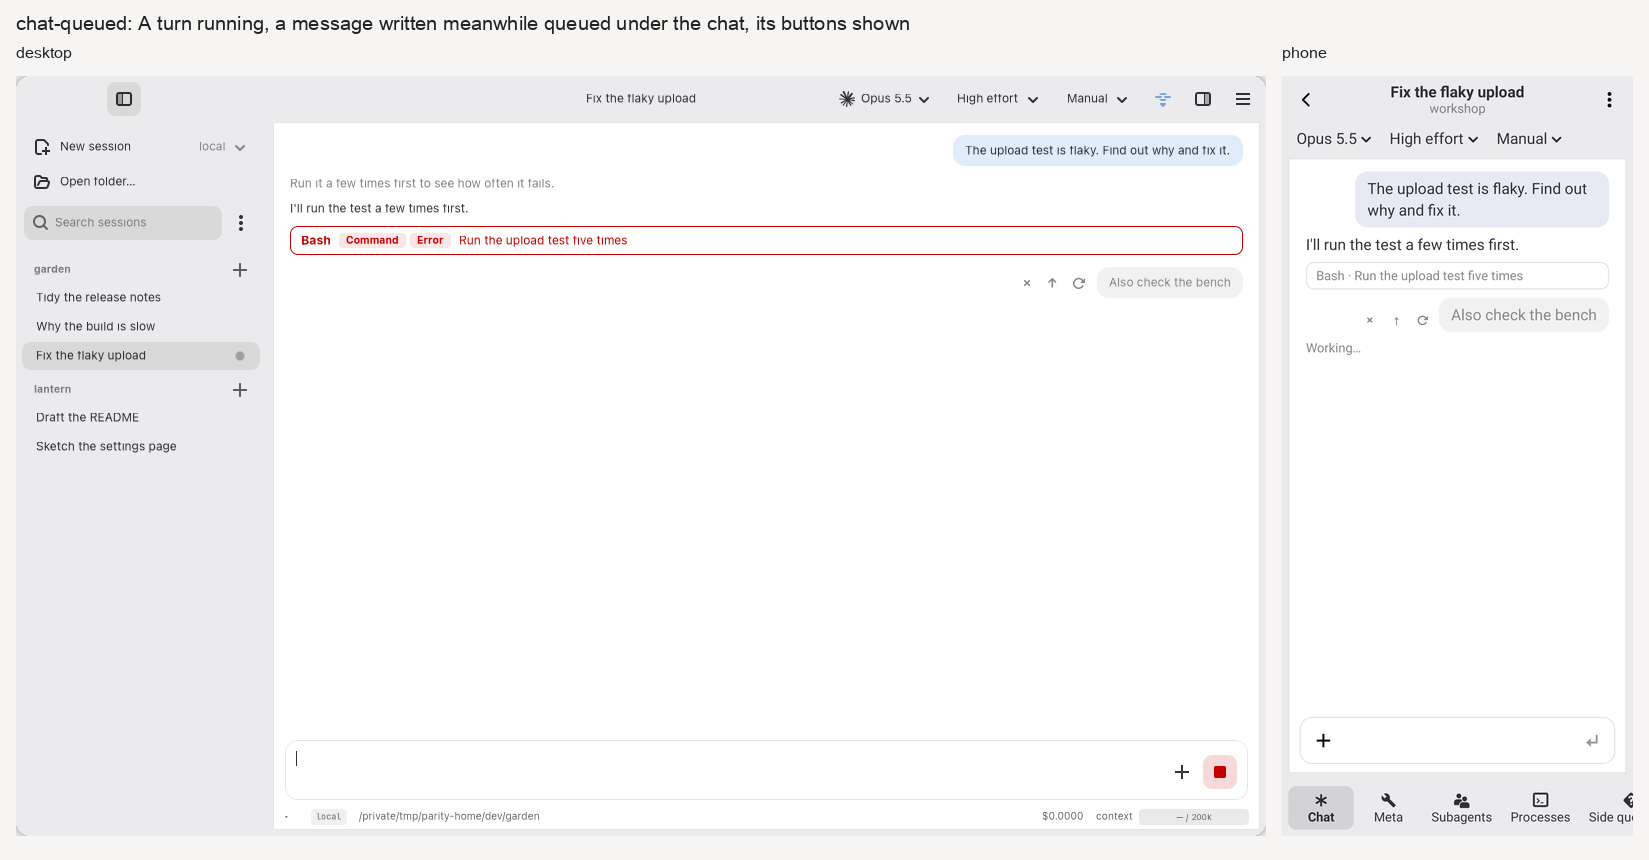 chat-queued: A turn running, a message written meanwhile queued under the chat, its buttons shown
desktop
Fix the flaky upload
Opus 5.5
High effort
Manual
New session
local
Open folder...
Search sessions
garden
Tidy the release notes
Why the build is slow
Fix the flaky upload
lantern
Draft the README
Sketch the settings page
The upload test is flaky. Find out why and fix it.
Run it a few times first to see how often it fails.
I'll run the test a few times first.
Bash Command Error Run the upload test five times
Also check the bench
local /private/tmp/parity-home/dev/garden
$0.0000 context — / 200k
phone
Fix the flaky upload
workshop
Opus 5.5 High effort Manual
The upload test is flaky. Find out
why and fix it.
I'll run the test a few times first.
Bash · Run the upload test five times
Also check the bench
Working...
Chat
Meta
Subagents
Processes
Side qu